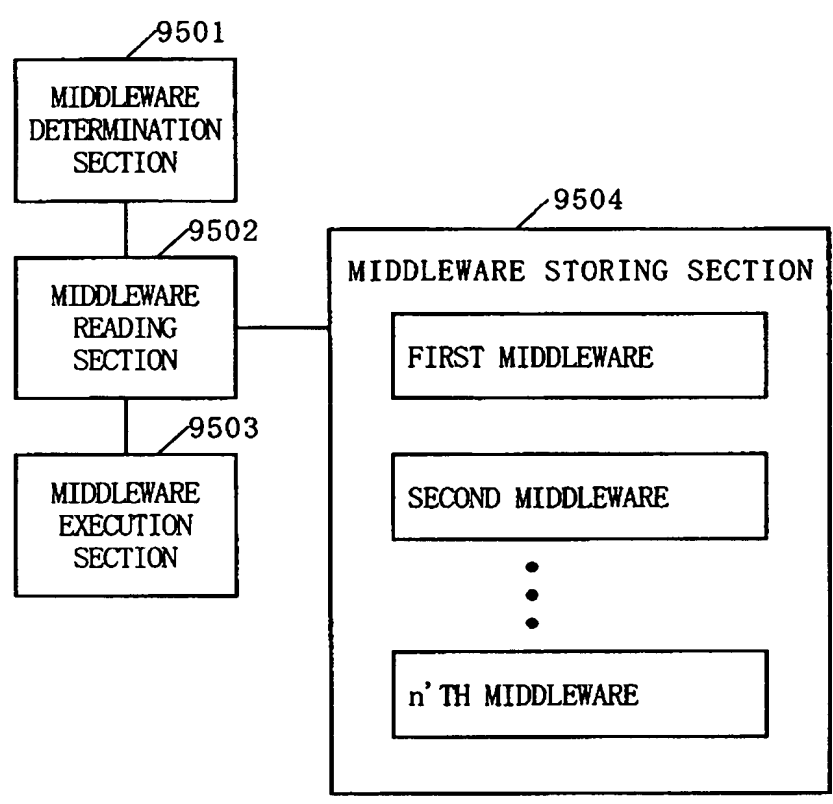 9501
MIDDLEWARE
DETERMINATION
SECTION
9502
MIDDLEWARE
READING
SECTION
9503
MIDDLEWARE
EXECUTION
SECTION
9504
MIDDLEWARE STORING SECTION
FIRST MIDDLEWARE
SECOND MIDDLEWARE
n'TH MIDDLEWARE